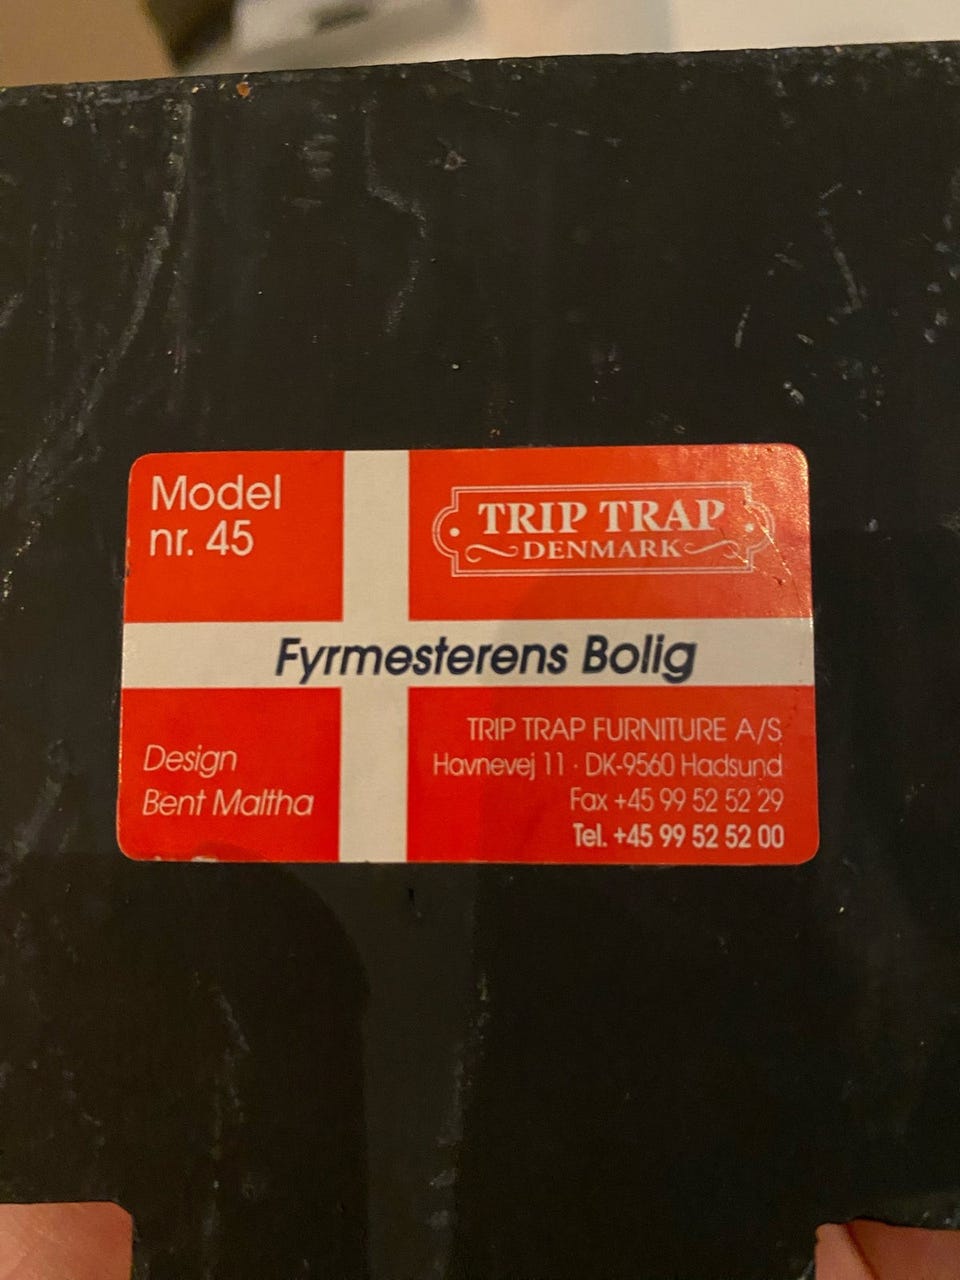 Model
nr. 45
TRIP TRAP
DENMARK
Fyrmesterens Bolig
Design
Bent Maltha
TRIP TRAP FURNITURE A/S
Havnevej 11 · DK-9560 Hadsund
Fax +45 99 52 52 29
Tel. +45 99 52 52 00